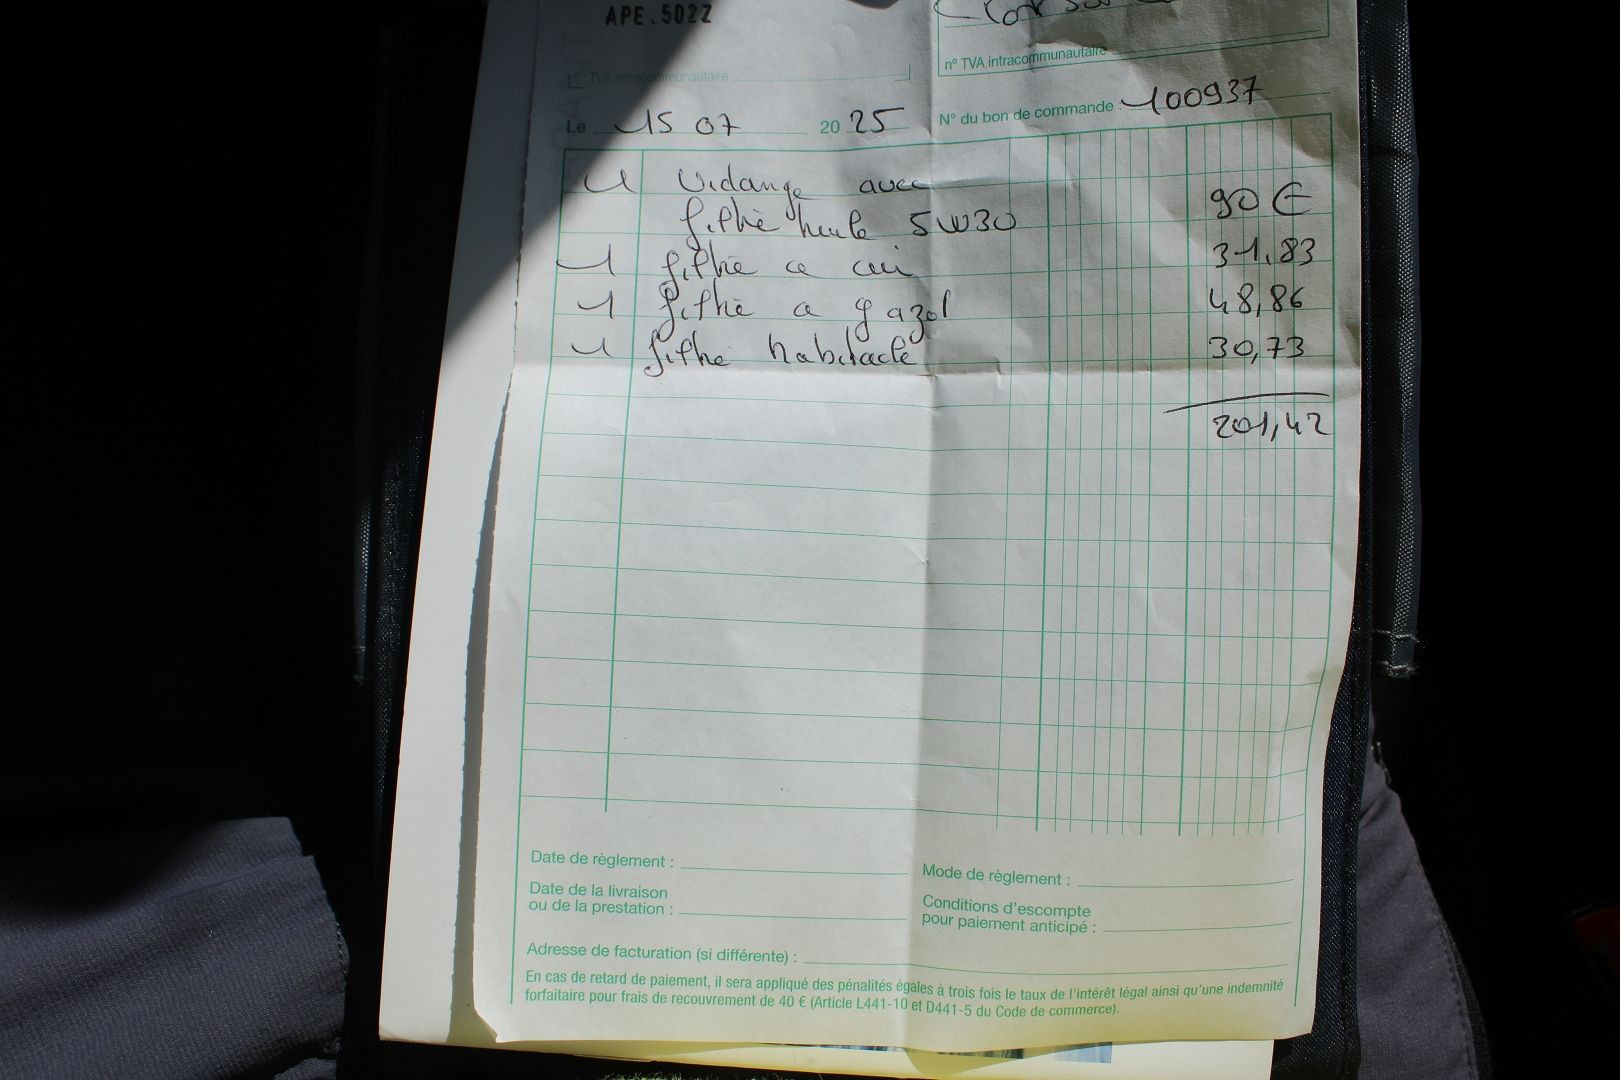 APE.502Z
n° TVA intracommunautaire
n° TVA intracommunautaire
Le 15 07 2025
N° du bon de commande : 100937
1 Vidange avec
filtre huile 5W30 90 €
1 filtre a air 31,83
1 filtre a gazol 48,86
1 filtre habitacle 30,73
201,42
Date de règlement :
Mode de règlement :
Date de la livraison
ou de la prestation :
Conditions d'escompte
pour paiement anticipé :
Adresse de facturation (si différente) :
En cas de retard de paiement, il sera appliqué des pénalités égales à trois fois le taux de l'intérêt légal ainsi qu'une indemnité
forfaitaire pour frais de recouvrement de 40 € (Article L441-10 et D441-5 du Code de commerce).